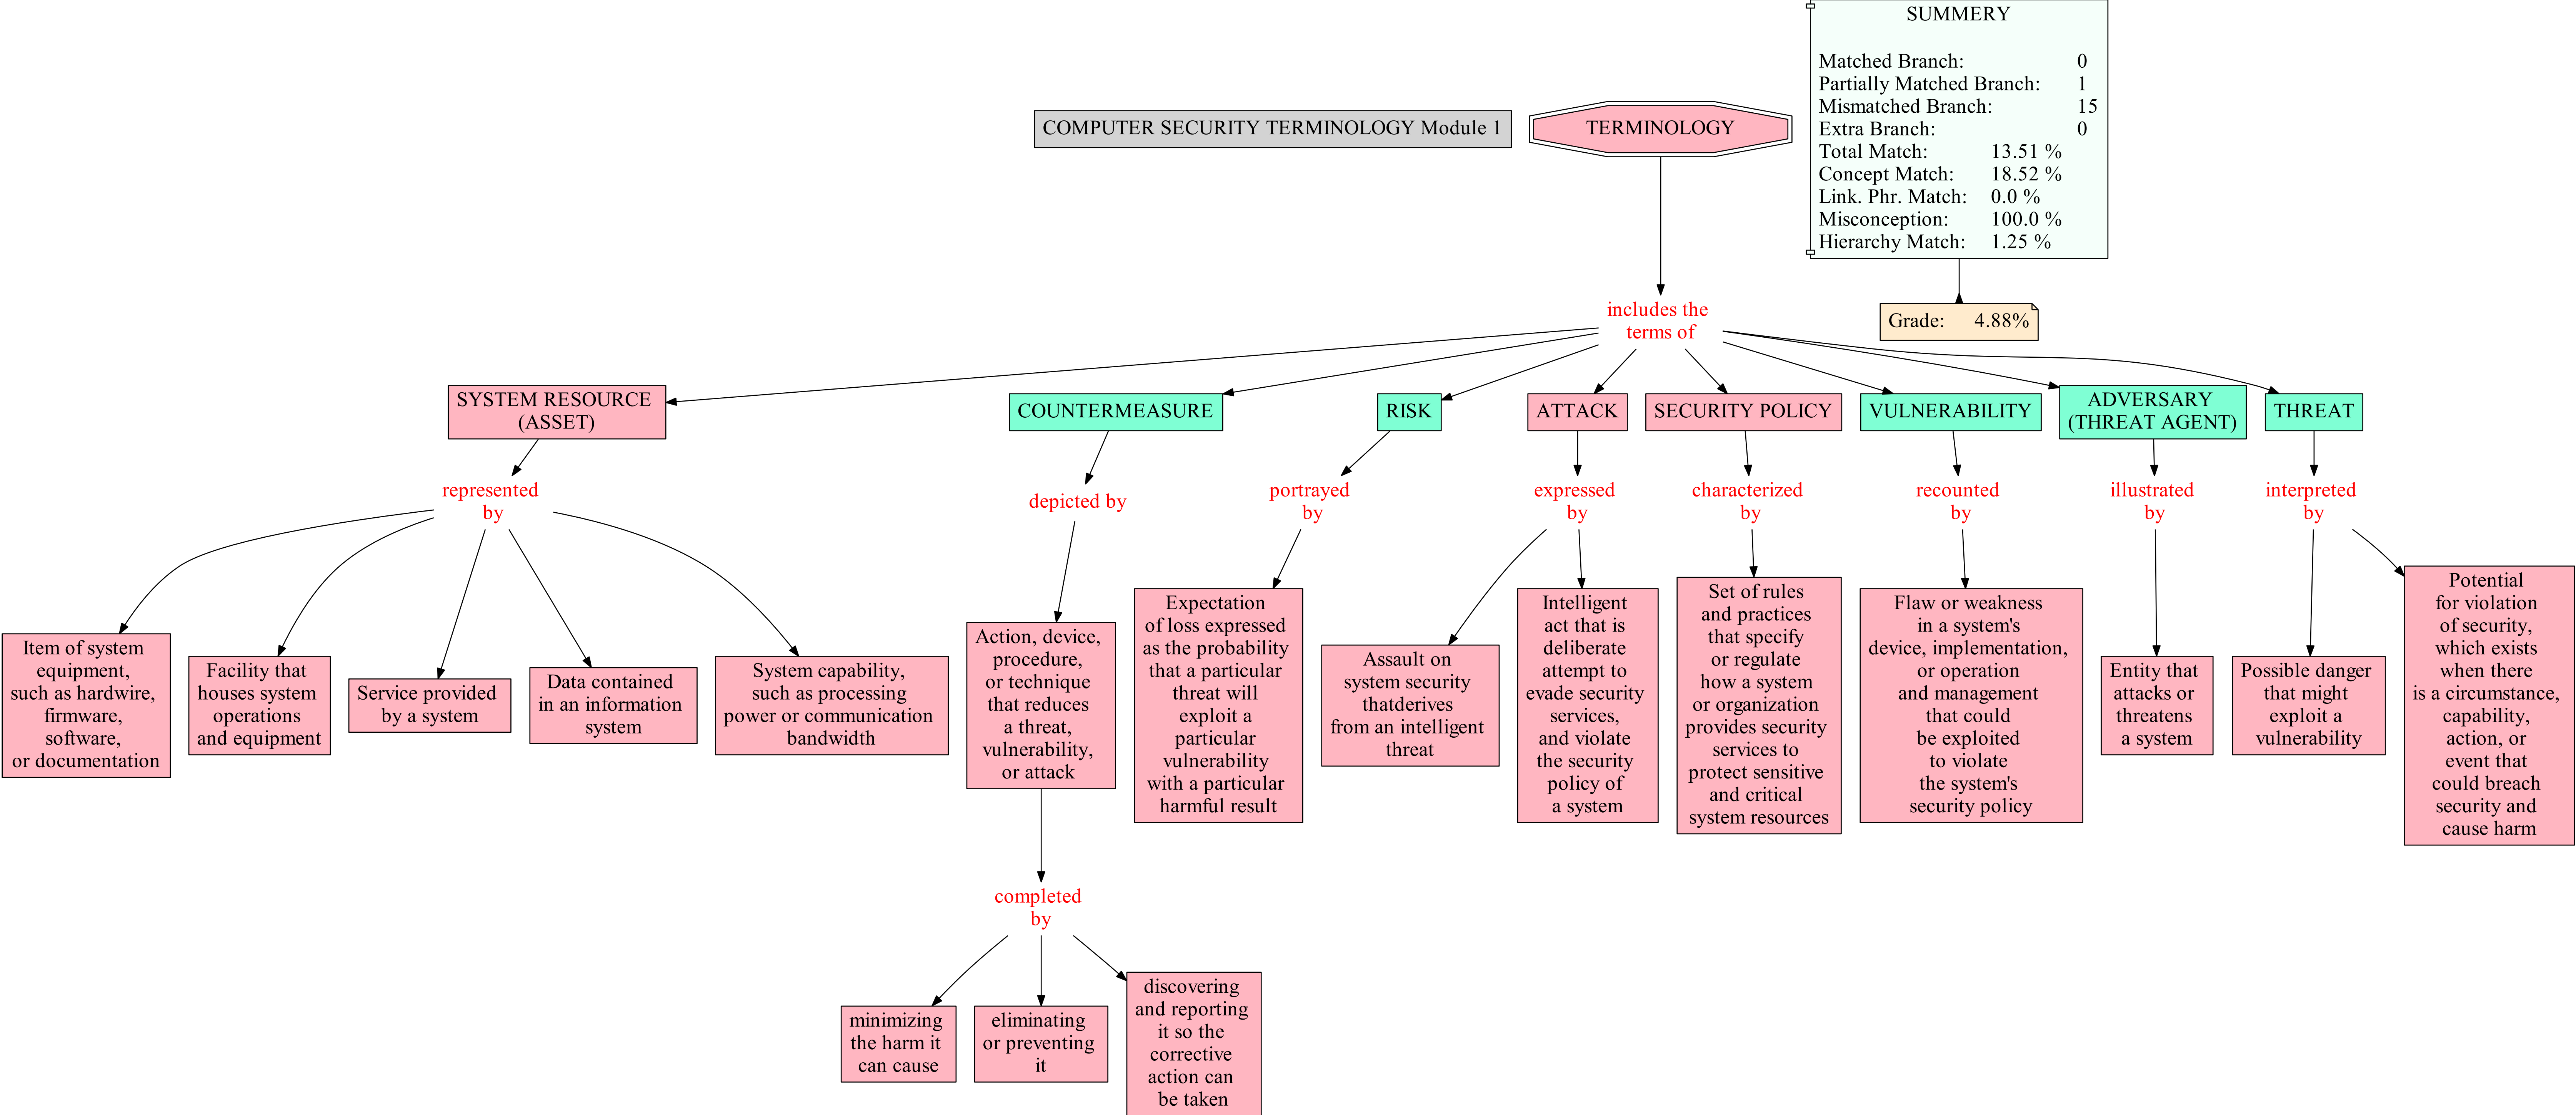 SUMMERY
Matched Branch: 0
Partially Matched Branch: 1
Mismatched Branch: 15
Extra Branch: 0
Total Match: 13.51 %
Concept Match: 18.52 %
Link. Phr. Match: 0.0 %
Misconception: 100.0 %
Hierarchy Match: 1.25 %
COMPUTER SECURITY TERMINOLOGY Module 1
TERMINOLOGY
Grade: 4.88%
includes the
terms of
SYSTEM RESOURCE
(ASSET)
COUNTERMEASURE
RISK
ATTACK
SECURITY POLICY
VULNERABILITY
ADVERSARY
(THREAT AGENT)
THREAT
represented
by
depicted by
portrayed
by
expressed
by
characterized
by
recounted
by
illustrated
by
interpreted
by
Item of system
equipment,
such as hardwire,
firmware,
software,
or documentation
Facility that
houses system
operations
and equipment
Service provided
by a system
Data contained
in an information
system
System capability,
such as processing
power or communication
bandwidth
Action, device,
procedure,
or technique
that reduces
a threat,
vulnerability,
or attack
Expectation
of loss expressed
as the probability
that a particular
threat will
exploit a
particular
vulnerability
with a particular
harmful result
Assault on
system security
thatderives
from an intelligent
threat
Intelligent
act that is
deliberate
attempt to
evade security
services,
and violate
the security
policy of
a system
Set of rules
and practices
that specify
or regulate
how a system
or organization
provides security
services to
protect sensitive
and critical
system resources
Flaw or weakness
in a system's
device, implementation,
or operation
and management
that could
be exploited
to violate
the system's
security policy
Entity that
attacks or
threatens
a system
Possible danger
that might
exploit a
vulnerability
Potential
for violation
of security,
which exists
when there
is a circumstance,
capability,
action, or
event that
could breach
security and
cause harm
completed
by
minimizing
the harm it
can cause
eliminating
or preventing
it
discovering
and reporting
it so the
corrective
action can
be taken